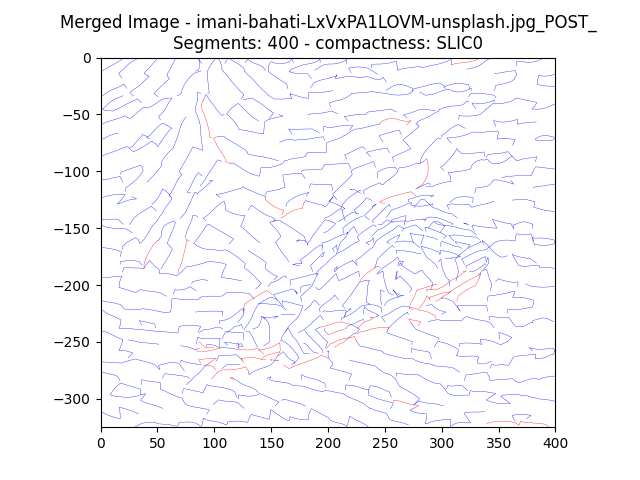 Merged Image - imani-bahati-LxVxPA1LOVM-unsplash.jpg_POST_
Segments: 400 - compactness: SLIC0
0
−50
−100
−150
−200
−250
−300
0 50 100 150 200 250 300 350 400